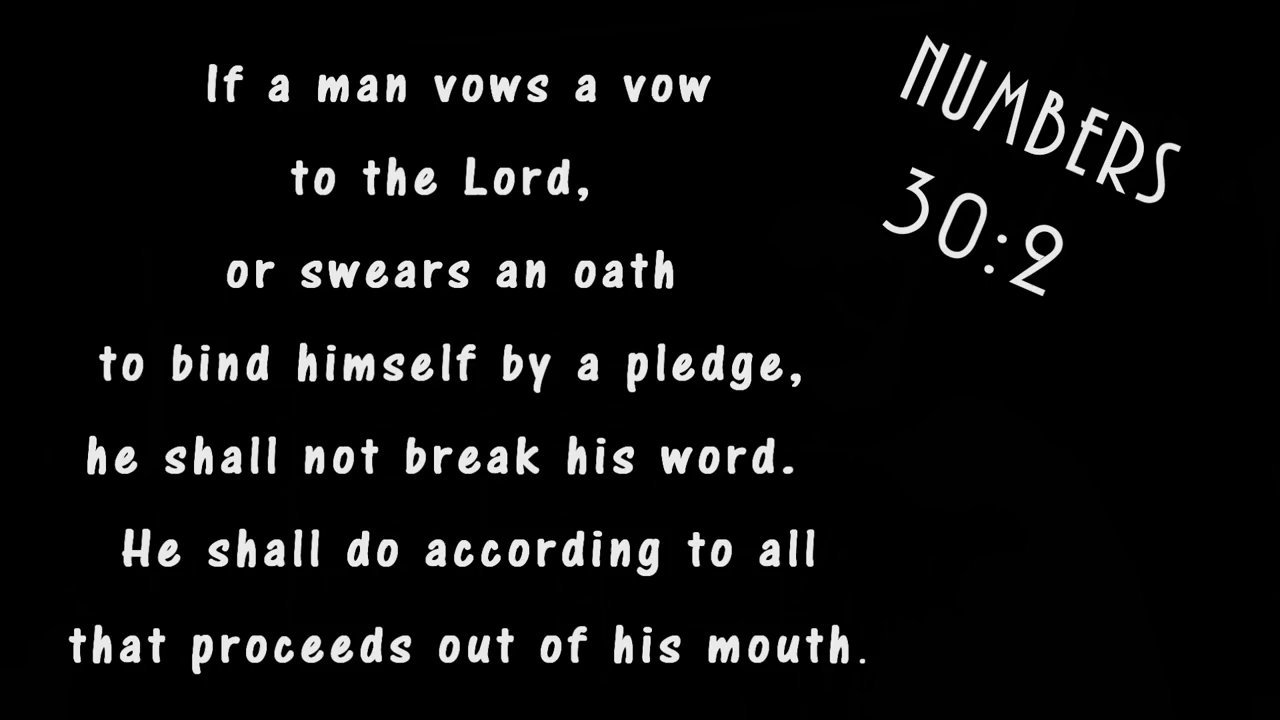 If a man vows a vow
to the Lord,
or swears an oath
to bind himself by a pledge,
he shall not break his word.
He shall do according to all
that proceeds out of his mouth.
NUMBERS
30:2